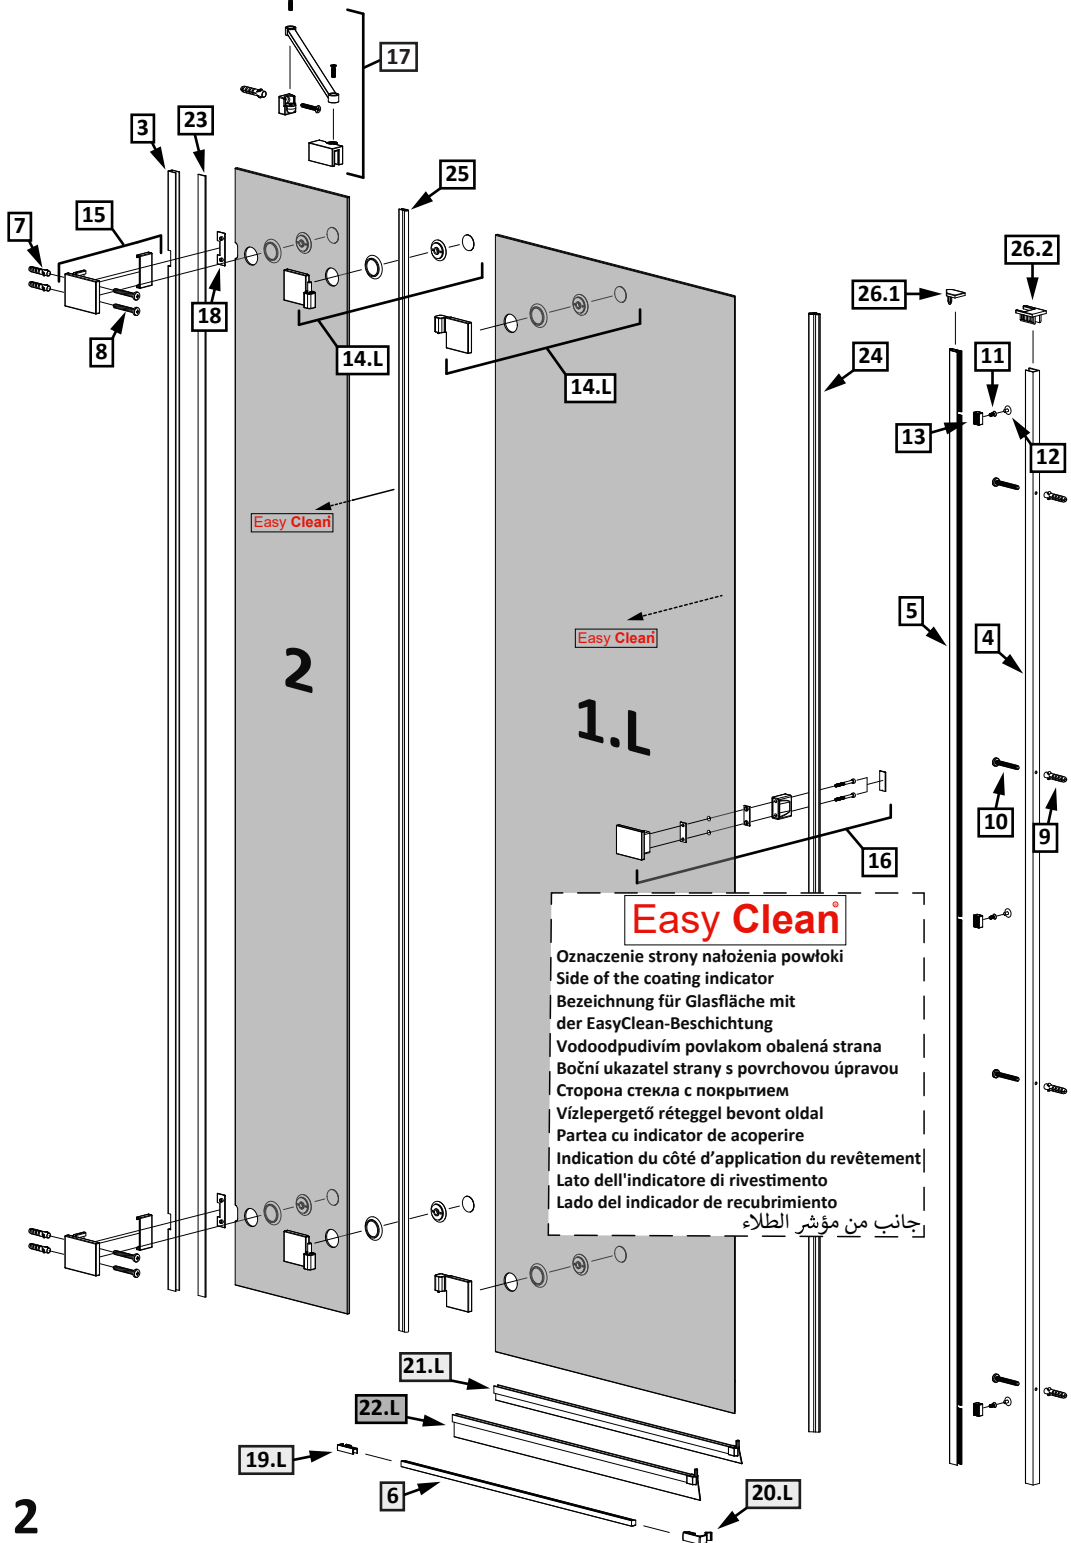 17
3
23
25
7
15
26.2
26.1
18
8
14.L
14.L
24
11
13
12
Easy Clean®
Easy Clean®
5
4
2
1.L
10
9
16
Easy Clean®
Oznaczenie strony nałożenia powłoki
Side of the coating indicator
Bezeichnung für Glasfläche mit
der EasyClean-Beschichtung
Vodoodpudivím povlakom obalená strana
Boční ukazatel strany s povrchovou úpravou
Сторона стекла с покрытием
Vízlepergető réteggel bevont oldal
Partea cu indicator de acoperire
Indication du côté d’application du revêtement
Lato dell'indicatore di rivestimento
Lado del indicador de recubrimiento
جانب من مؤشر الطلاء
21.L
22.L
19.L
6
20.L
2